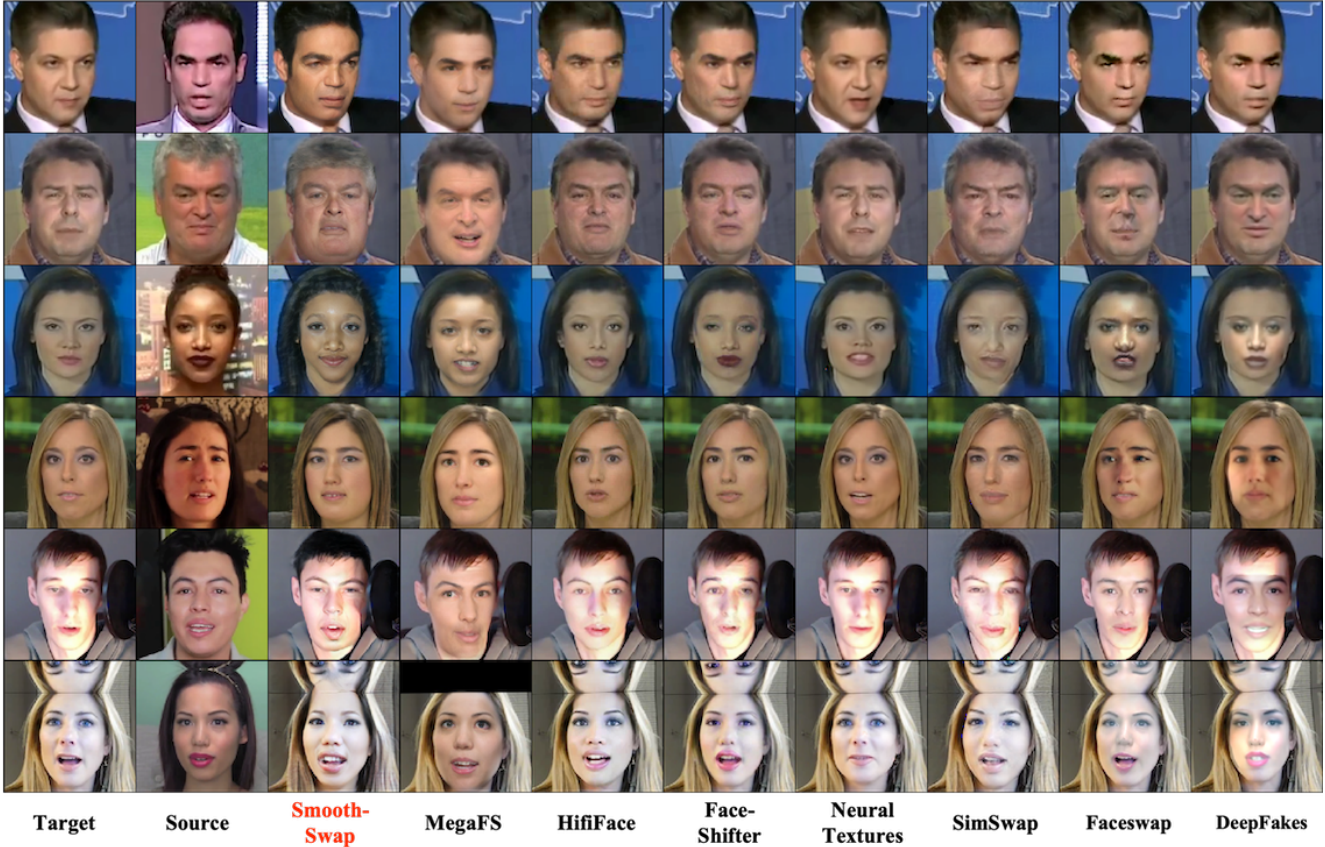 Target
Source
Smooth-
Swap
MegaFS
HifiFace
Face-
Shifter
Neural
Textures
SimSwap
Faceswap
DeepFakes